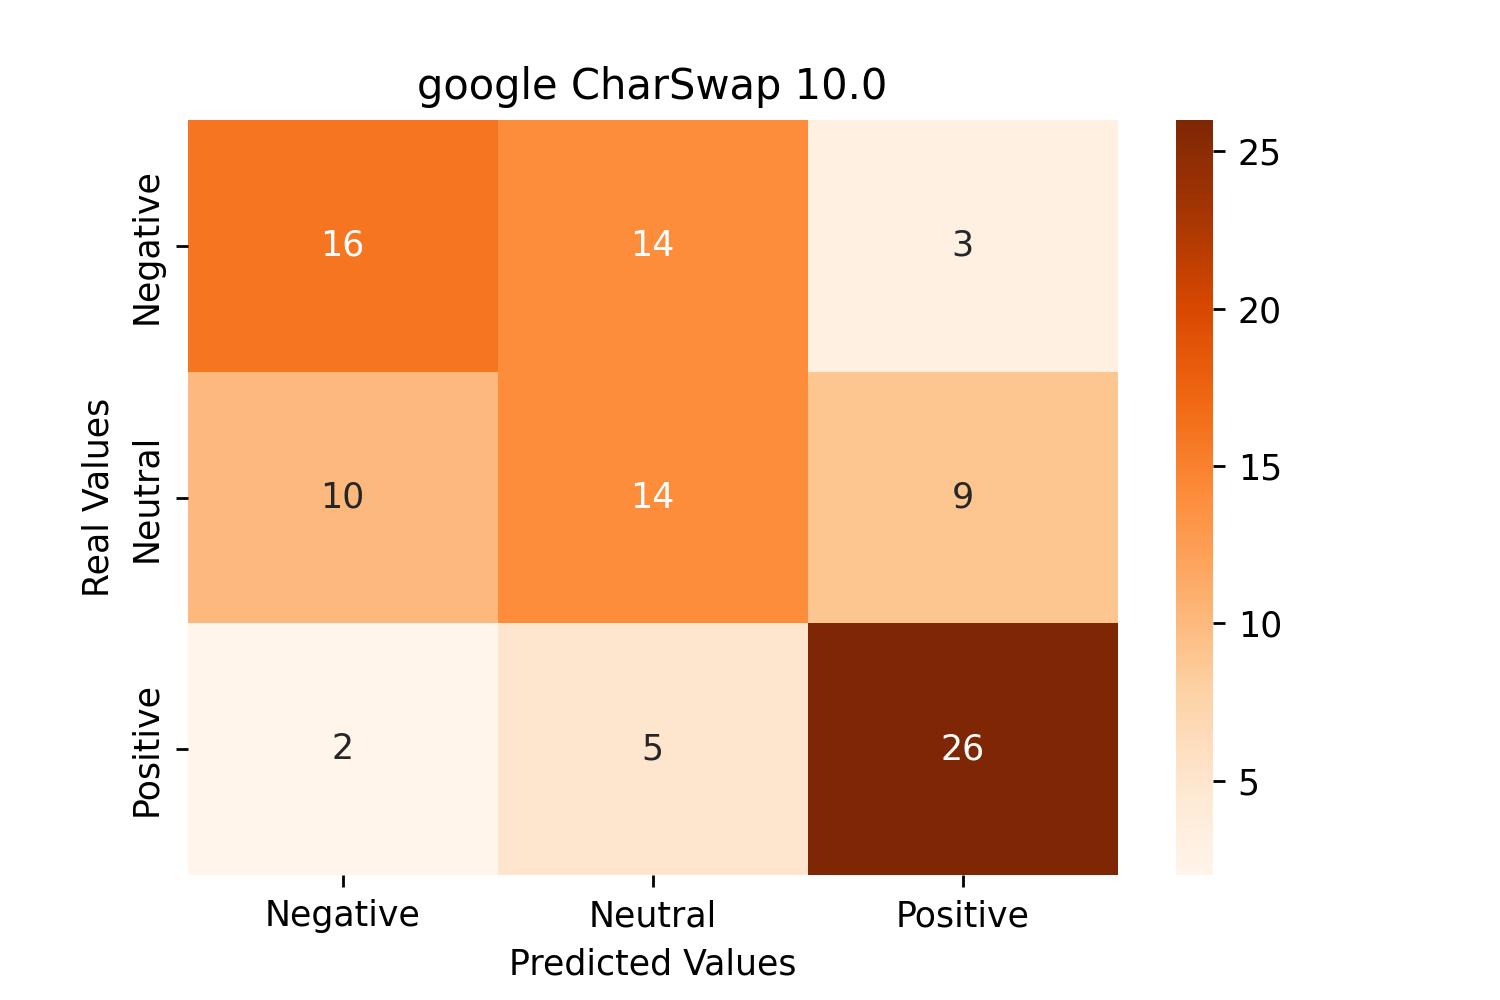 google CharSwap 10.0
Real Values
Negative
16 14 3
Neutral
10 14 9
Positive
2 5 26
Negative Neutral Positive
Predicted Values
25
20
15
10
5